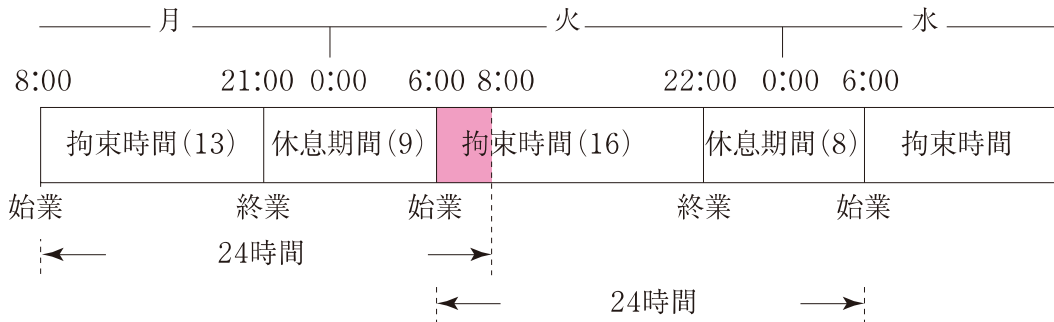 月 火 水
8:00 21:00 0:00 6:00 8:00 22:00 0:00 6:00
拘束時間（13） 休息期間（9） 拘束時間（16） 休息期間（8） 拘束時間
始業 終業 始業 終業 始業
24時間
24時間